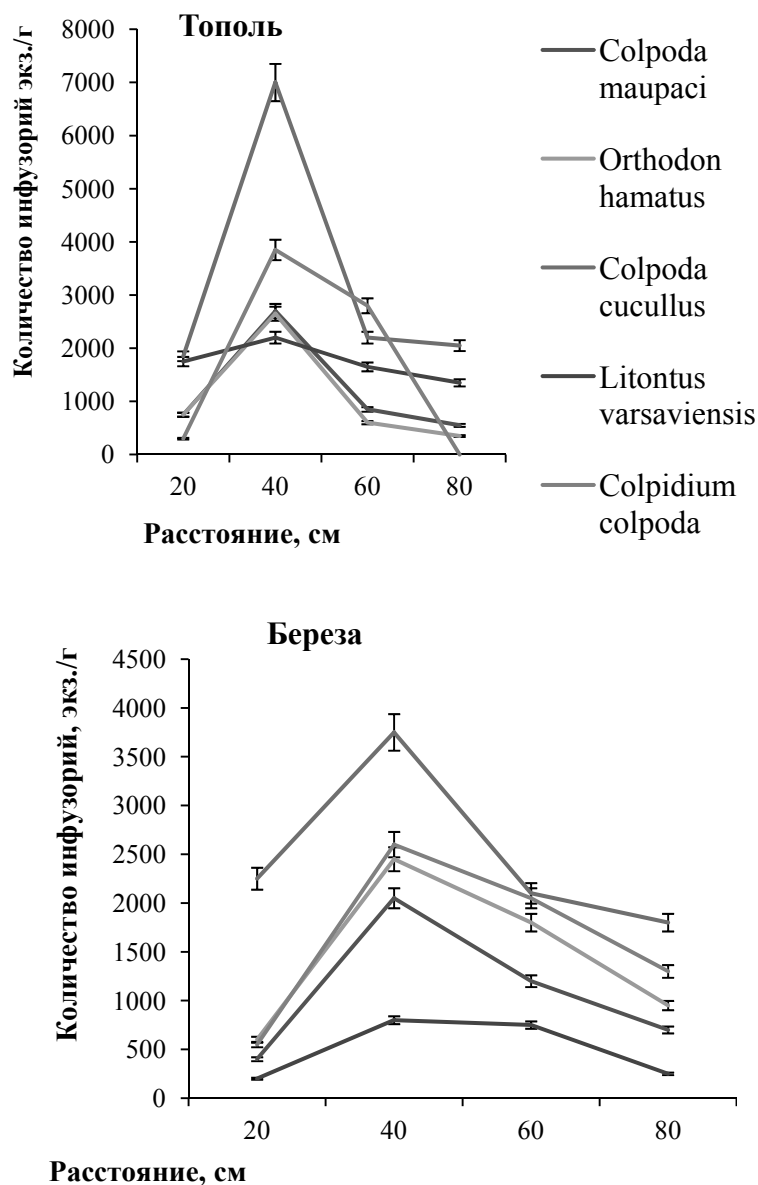 Тополь
Количество инфузорий экз./г
8000
7000
6000
5000
4000
3000
2000
1000
0
20 40 60 80
Расстояние, см
Colpoda
maupaci
Orthodon
hamatus
Colpoda
cucullus
Litontus
varsaviensis
Colpidium
colpoda
Береза
Количество инфузорий, экз./г
4500
4000
3500
3000
2500
2000
1500
1000
500
0
20 40 60 80
Расстояние, см